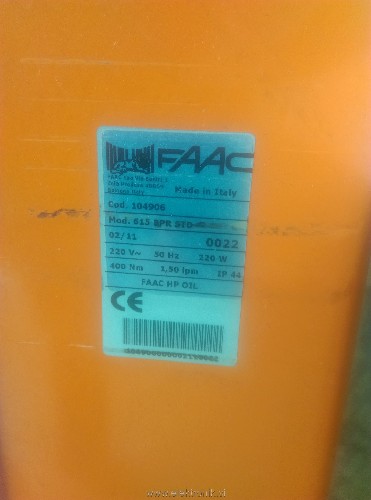 FAAC
Made in Italy
Cod. 104906
Mod. 615 BPR STD
02/11 0022
220 V~ 50 Hz 220 W
400 Nm 1,50 lpm IP 44
FAAC HP OIL
CE